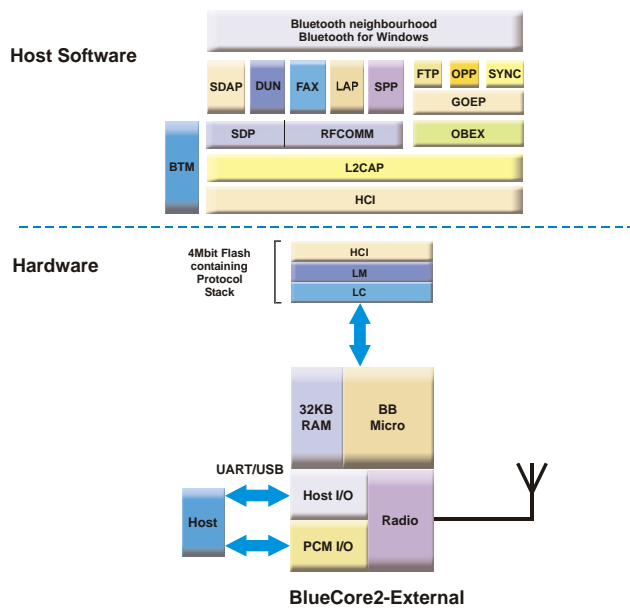 Bluetooth neighbourhood
Bluetooth for Windows
Host Software
SDAP
DUN
FAX
LAP
SPP
FTP
OPP
SYNC
GOEP
BTM
SDP
RFCOMM
OBEX
L2CAP
HCI
Hardware
4Mbit Flash
containing
Protocol
Stack
HCI
LM
LC
32KB
RAM
BB
Micro
UART/USB
Host
Host I/O
Radio
PCM I/O
BlueCore2-External